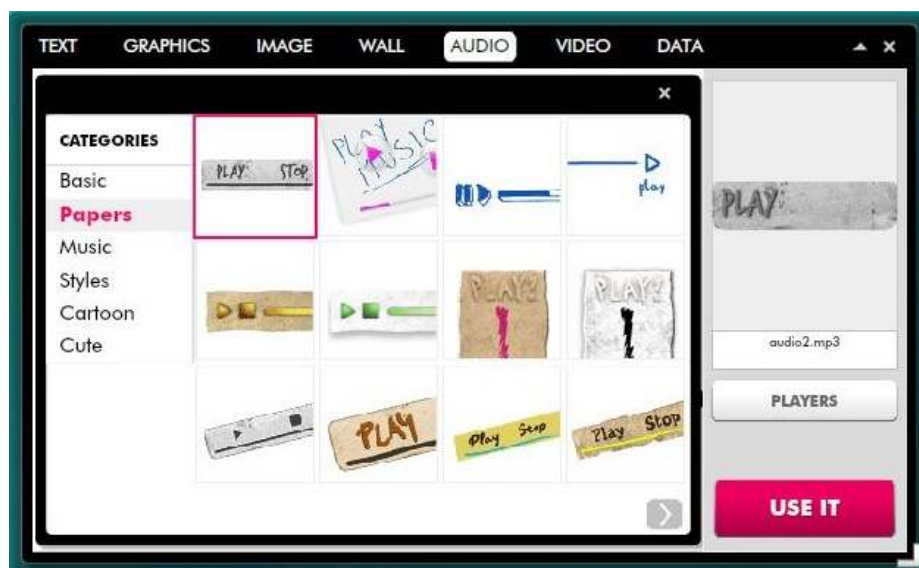 TEXT GRAPHICS IMAGE WALL AUDIO VIDEO DATA
CATEGORIES
Basic
Papers
Music
Styles
Cartoon
Cute
PLAY STOP
PLAY MUSIC
play
PLAY?
PLAY?
PLAY
Play Stop
Play Stop
PLAY
audio2.mp3
PLAYERS
USE IT